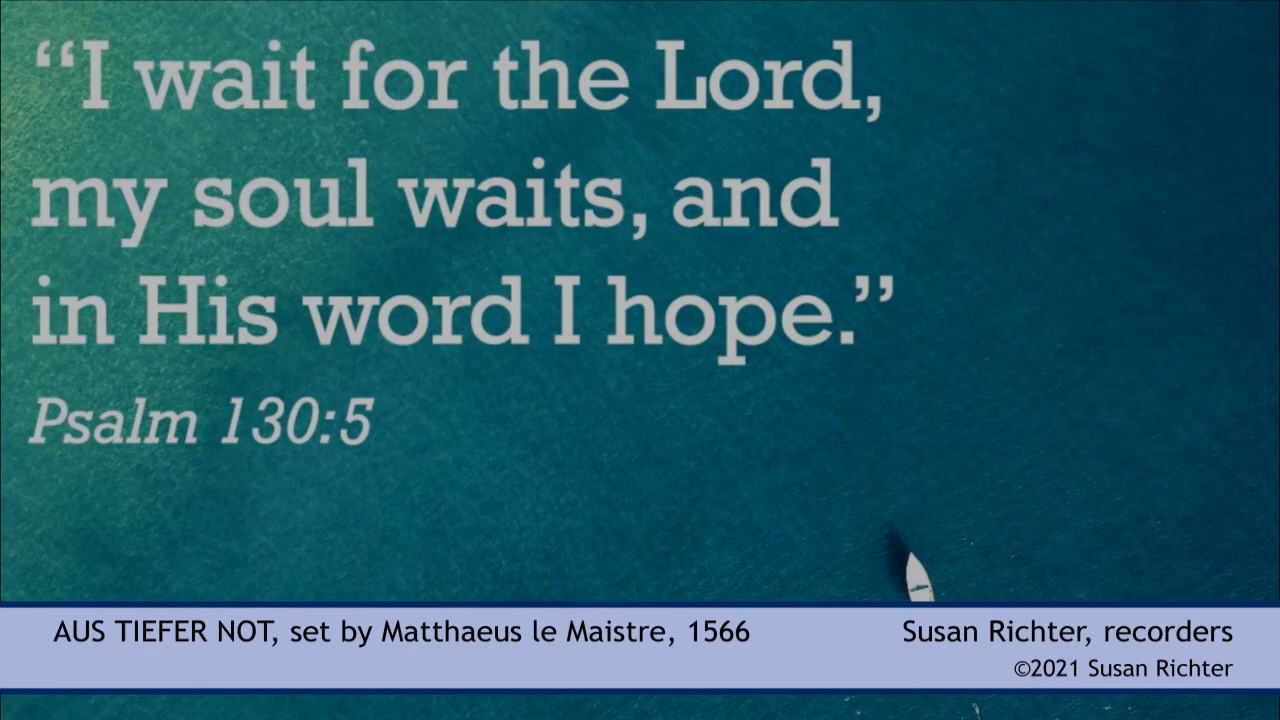 “I wait for the Lord,
my soul waits, and
in His word I hope.”
Psalm 130:5
AUS TIEFER NOT, set by Matthaeus le Maistre, 1566
Susan Richter, recorders
©2021 Susan Richter